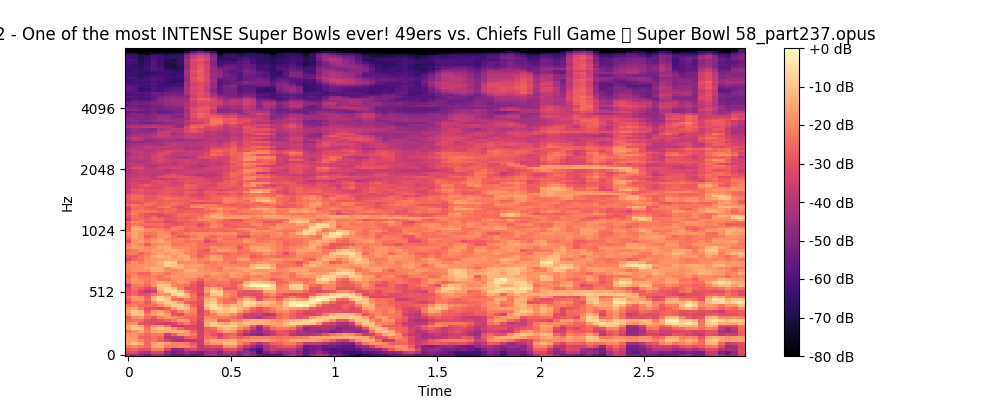 2 - One of the most INTENSE Super Bowls ever! 49ers vs. Chiefs Full Game Super Bowl 58_part237.opus
+0 dB
4096
-10 dB
-20 dB
2048
-30 dB
Hz
-40 dB
1024
-50 dB
512
-60 dB
-70 dB
0
-80 dB
0 0.5 1 1.5 2 2.5
Time